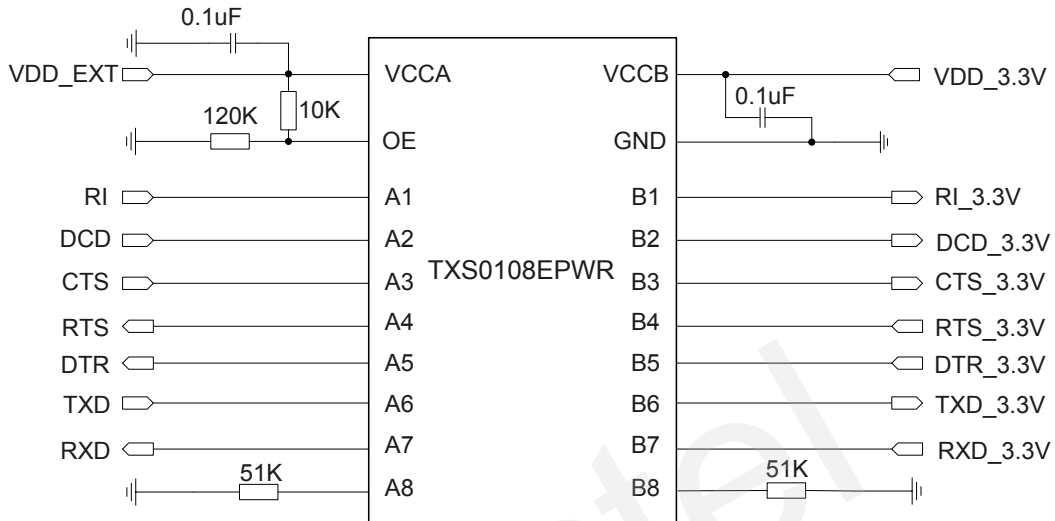 0.1uF
VDD_EXT VCCA VCCB VDD_3.3V
10K 0.1uF
120K
OE GND
RI A1 B1 RI_3.3V
DCD A2 B2 DCD_3.3V
TXS0108EPWR
CTS A3 B3 CTS_3.3V
RTS A4 B4 RTS_3.3V
DTR A5 B5 DTR_3.3V
TXD A6 B6 TXD_3.3V
RXD A7 B7 RXD_3.3V
51K 51K
A8 B8